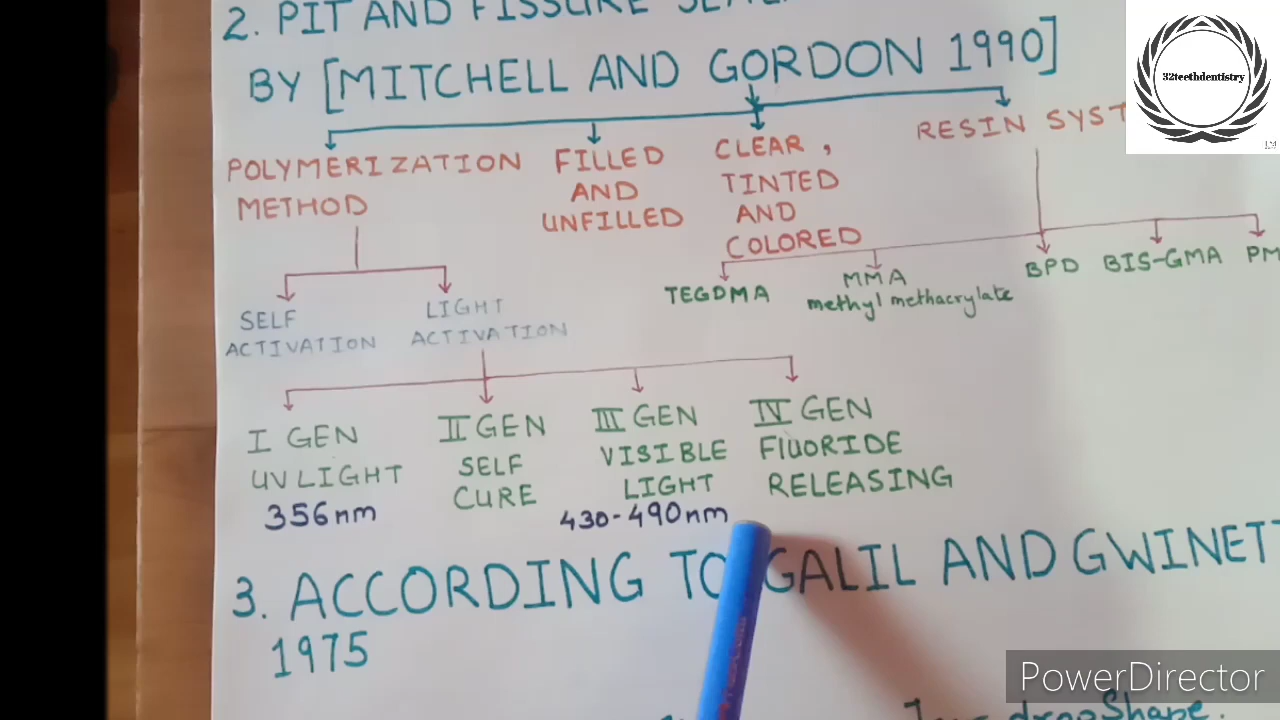 2. PIT AND FISSURE
BY [MITCHELL AND GORDON 1990]
POLYMERIZATION METHOD
FILLED AND UNFILLED
CLEAR, TINTED AND COLORED
RESIN SYST
SELF ACTIVATION
LIGHT ACTIVATION
TEGDMA
MMA
methyl methacrylate
BPD
BIS-GMA
PM
I GEN
UV LIGHT
356nm
II GEN
SELF
CURE
III GEN
VISIBLE
LIGHT
430-490nm
IV GEN
FLUORIDE
RELEASING
3. ACCORDING TO GALIL AND GWINETT
1975
drop Shape.
32teethdentistry
PowerDirector